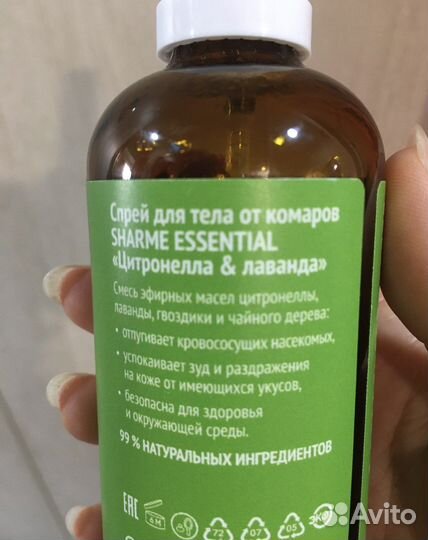 Спрей для тела от комаров
SHARME ESSENTIAL
«Цитронелла & лаванда»
Смесь эфирных масел цитронеллы,
лаванды, гвоздики и чайного дерева:
• отпугивает кровососущих насекомых,
• успокаивает зуд и раздражения
на коже от имеющихся укусов,
• безопасна для здоровья
и окружающей среды.
99 % НАТУРАЛЬНЫХ ИНГРЕДИЕНТОВ
EAC 6M 72 07 05 ЭКО
Avito